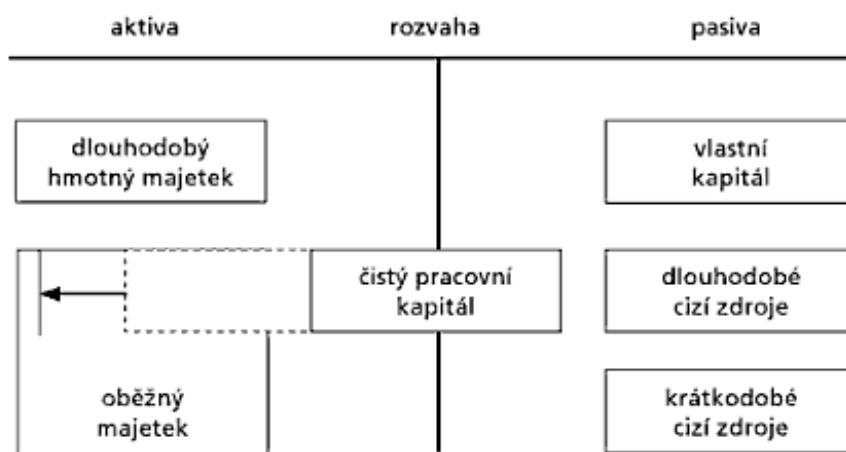 aktiva
rozvaha
pasiva
dlouhodobý
hmotný majetek
vlastní
kapitál
čistý pracovní
kapitál
dlouhodobé
cizí zdroje
oběžný
majetek
krátkodobé
cizí zdroje